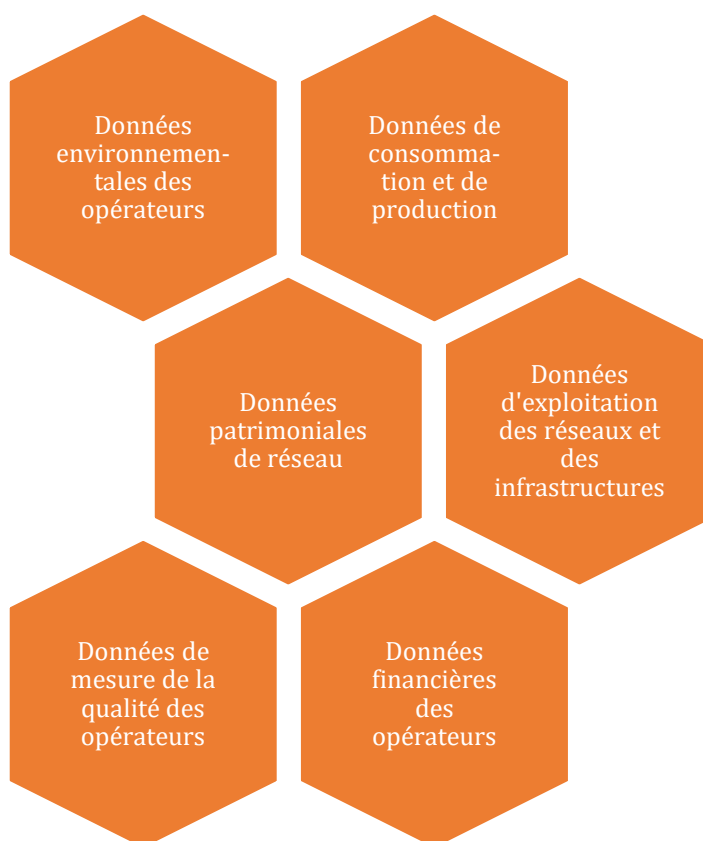 Données
environnemen-
tales des
opérateurs
Données de
consomma-
tion et de
production
Données
patrimoniales
de réseau
Données
d'exploitation
des réseaux et
des
infrastructures
Données de
mesure de la
qualité des
opérateurs
Données
financières
des
opérateurs